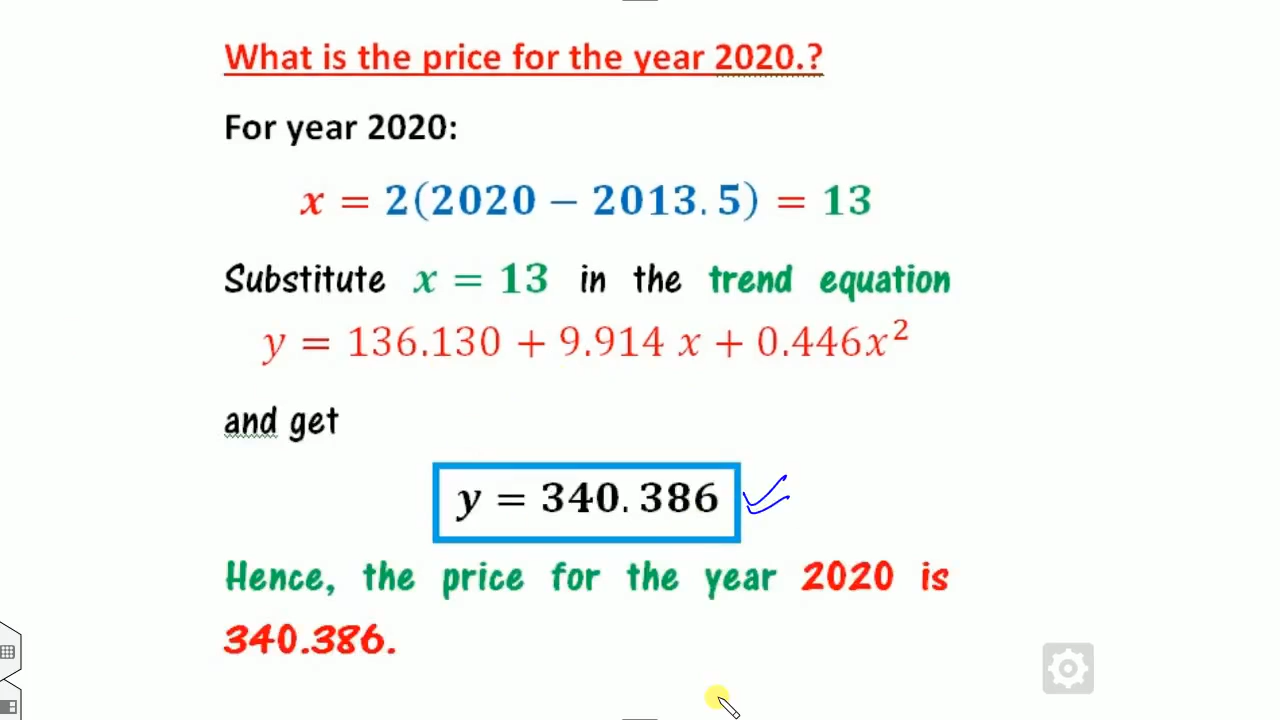 What is the price for the year 2020.?
For year 2020:
x = 2(2020 − 2013.5) = 13
Substitute x = 13 in the trend equation
y = 136.130 + 9.914 x + 0.446x²
and get
y = 340.386
Hence, the price for the year 2020 is
340.386.